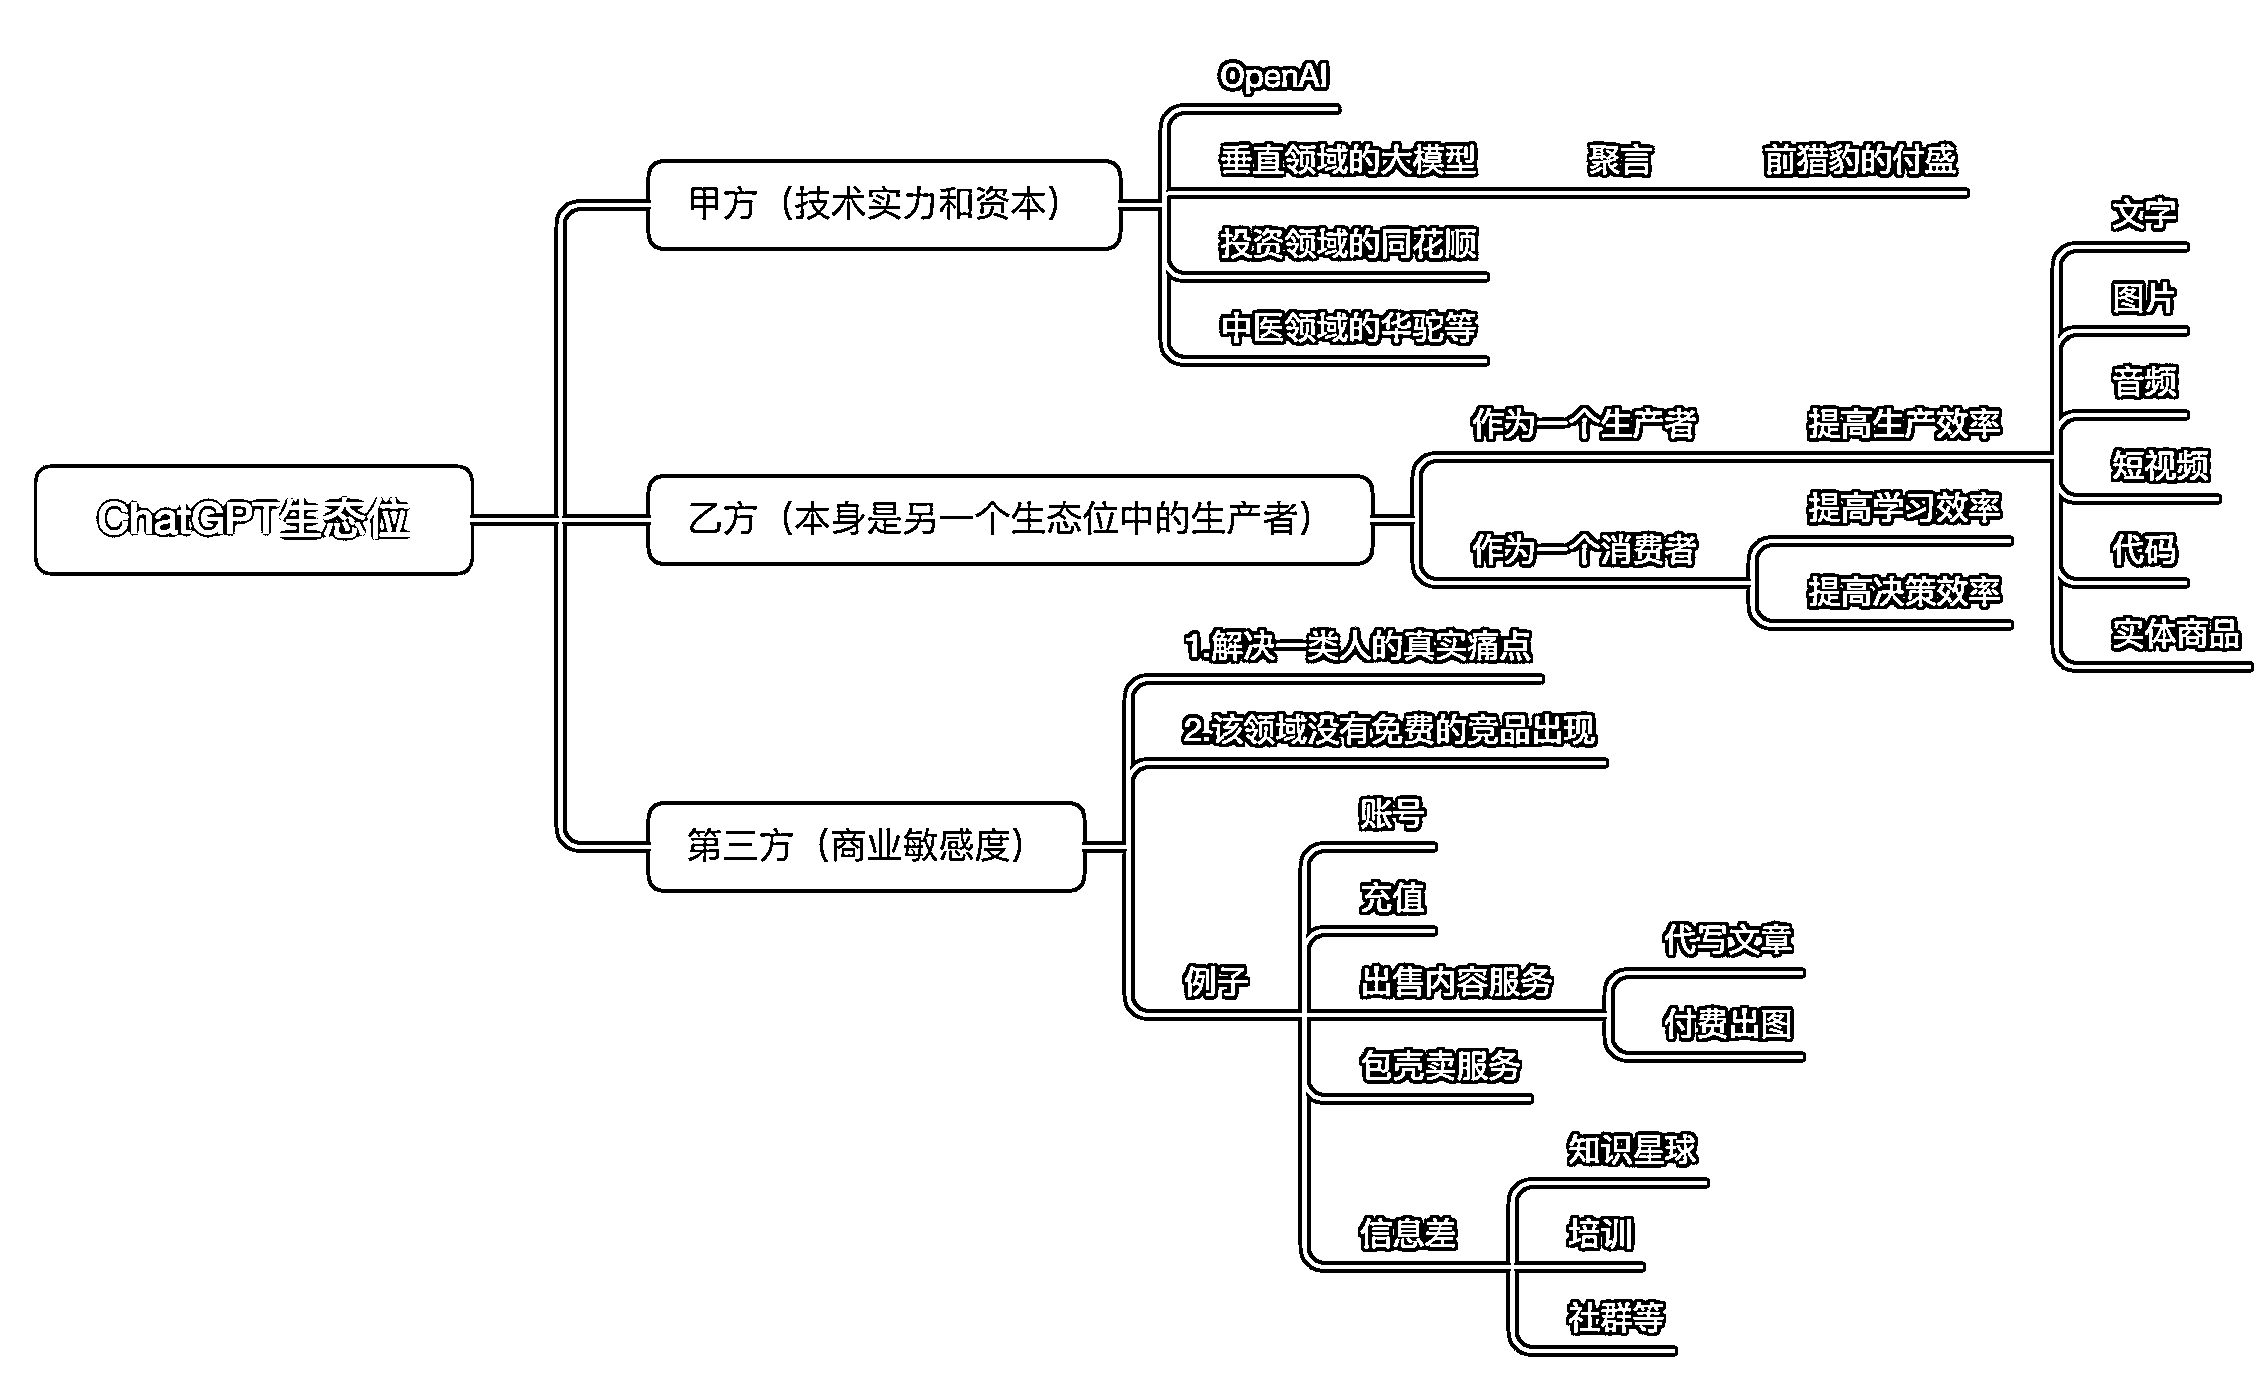 ChatGPT生态位
甲方（技术实力和资本）
OpenAI
垂直领域的大模型
聚言
前猎豹的付盛
投资领域的同花顺
中医领域的华驼等
乙方（本身是另一个生态位中的生产者）
作为一个生产者
提高生产效率
文字
图片
音频
短视频
代码
实体商品
作为一个消费者
提高学习效率
提高决策效率
第三方（商业敏感度）
1.解决一类人的真实痛点
2.该领域没有免费的竞品出现
例子
账号
充值
出售内容服务
代写文章
付费出图
包壳卖服务
信息差
知识星球
培训
社群等